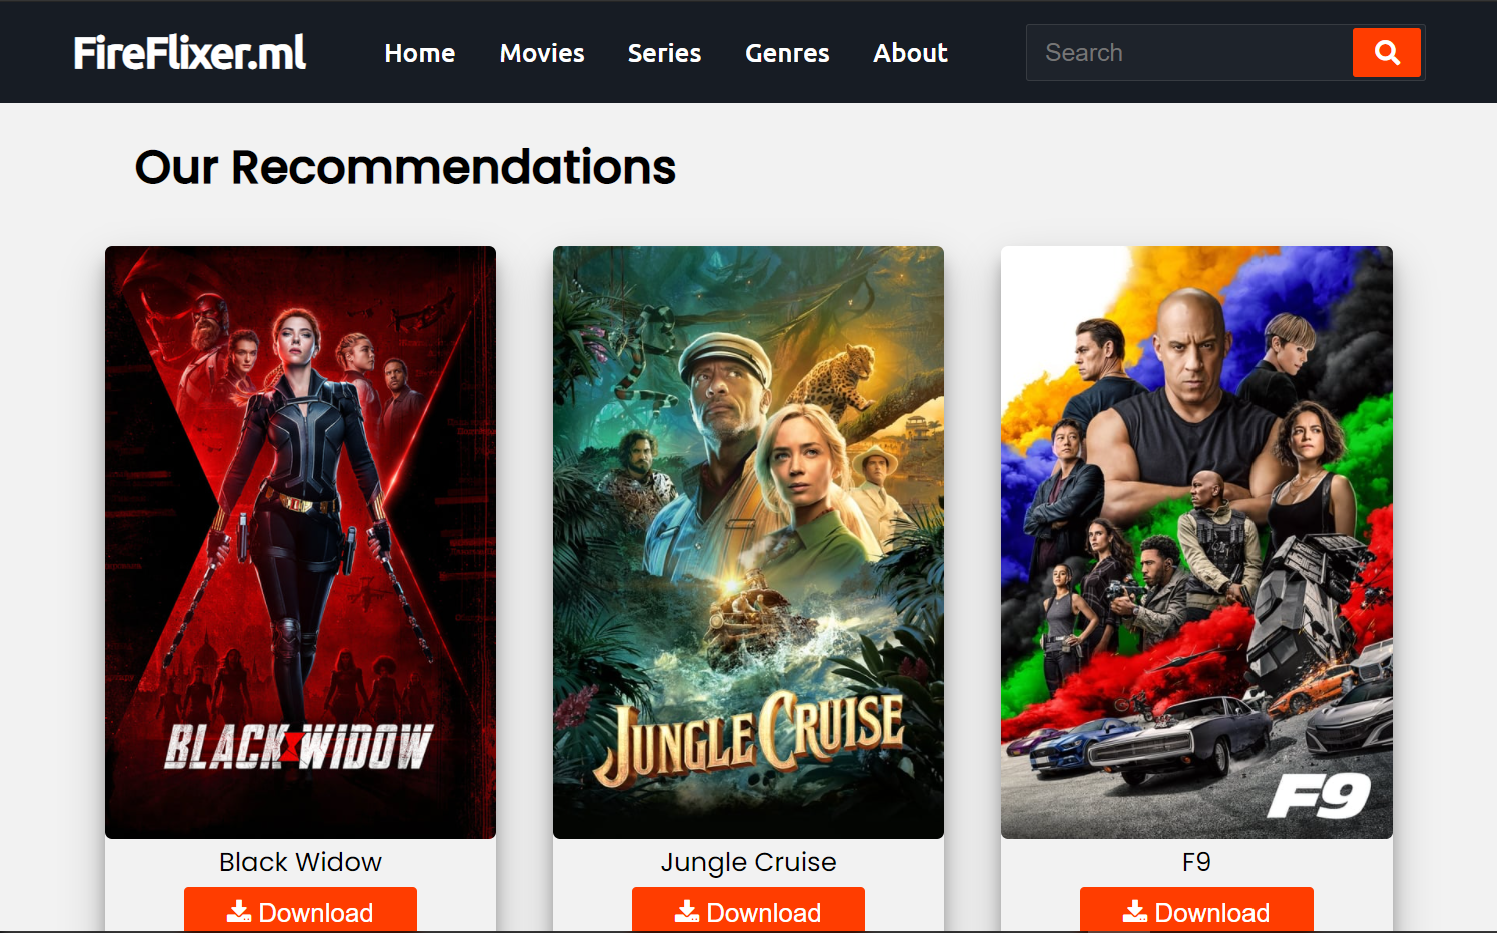 FireFlixer.ml
Home Movies Series Genres About
Search
Our Recommendations
BLACK WIDOW
JUNGLE CRUISE
F9
Black Widow
Jungle Cruise
F9
Download
Download
Download